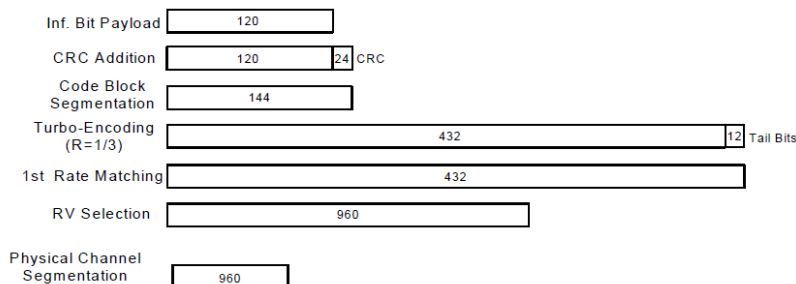 Inf. Bit Payload 120
CRC Addition 120 24 CRC
Code Block
Segmentation 144
Turbo-Encoding
(R=1/3) 432 12 Tail Bits
1st Rate Matching 432
RV Selection 960
Physical Channel
Segmentation 960